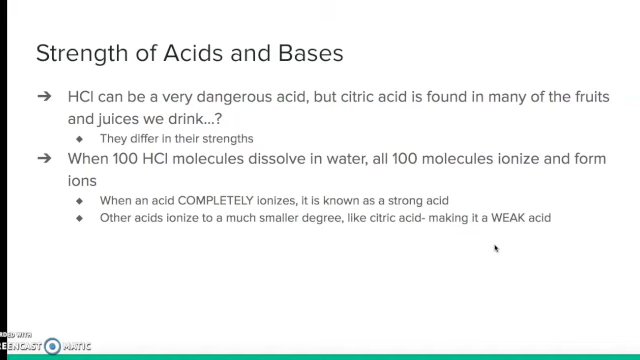 Strength of Acids and Bases
➔ HCl can be a very dangerous acid, but citric acid is found in many of the fruits
and juices we drink...?
◆ They differ in their strengths
➔ When 100 HCl molecules dissolve in water, all 100 molecules ionize and form
ions
◆ When an acid COMPLETELY ionizes, it is known as a strong acid
◆ Other acids ionize to a much smaller degree, like citric acid- making it a WEAK acid
RDED WITH
EENCAST MATIC